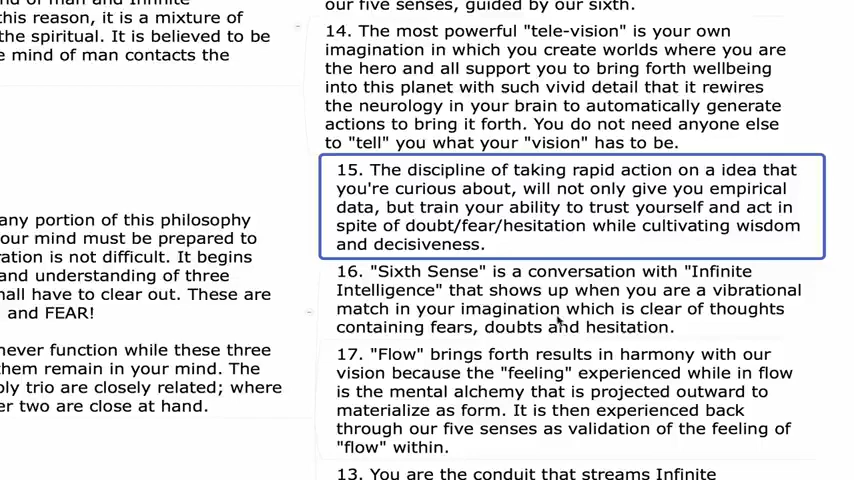 nd of man and Infinite
this reason, it is a mixture of
the spiritual. It is believed to be
e mind of man contacts the
any portion of this philosophy
our mind must be prepared to
ration is not difficult. It begins
and understanding of three
hall have to clear out. These are
and FEAR!
never function while these three
them remain in your mind. The
oly trio are closely related; where
er two are close at hand.
our five senses, guided by our sixth.
14. The most powerful "tele-vision" is your own
imagination in which you create worlds where you are
the hero and all support you to bring forth wellbeing
into this planet with such vivid detail that it rewires
the neurology in your brain to automatically generate
actions to bring it forth. You do not need anyone else
to "tell" you what your "vision" has to be.
15. The discipline of taking rapid action on a idea that
you're curious about, will not only give you empirical
data, but train your ability to trust yourself and act in
spite of doubt/fear/hesitation while cultivating wisdom
and decisiveness.
16. "Sixth Sense" is a conversation with "Infinite
Intelligence" that shows up when you are a vibrational
match in your imagination which is clear of thoughts
containing fears, doubts and hesitation.
17. "Flow" brings forth results in harmony with our
vision because the "feeling" experienced while in flow
is the mental alchemy that is projected outward to
materialize as form. It is then experienced back
through our five senses as validation of the feeling of
"flow" within.
13. You are the conduit that streams Infinite